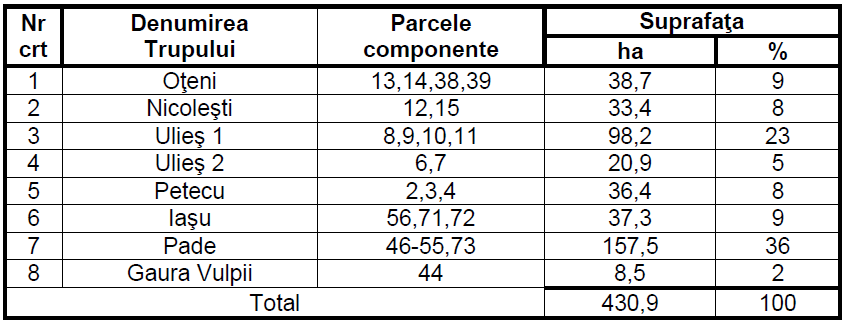 Nr crt Denumirea Trupului Parcele componente Suprafaţa
ha %
1 Oţeni 13,14,38,39 38,7 9
2 Nicoleşti 12,15 33,4 8
3 Ulieş 1 8,9,10,11 98,2 23
4 Ulieş 2 6,7 20,9 5
5 Petecu 2,3,4 36,4 8
6 Iaşu 56,71,72 37,3 9
7 Pade 46-55,73 157,5 36
8 Gaura Vulpii 44 8,5 2
Total 430,9 100